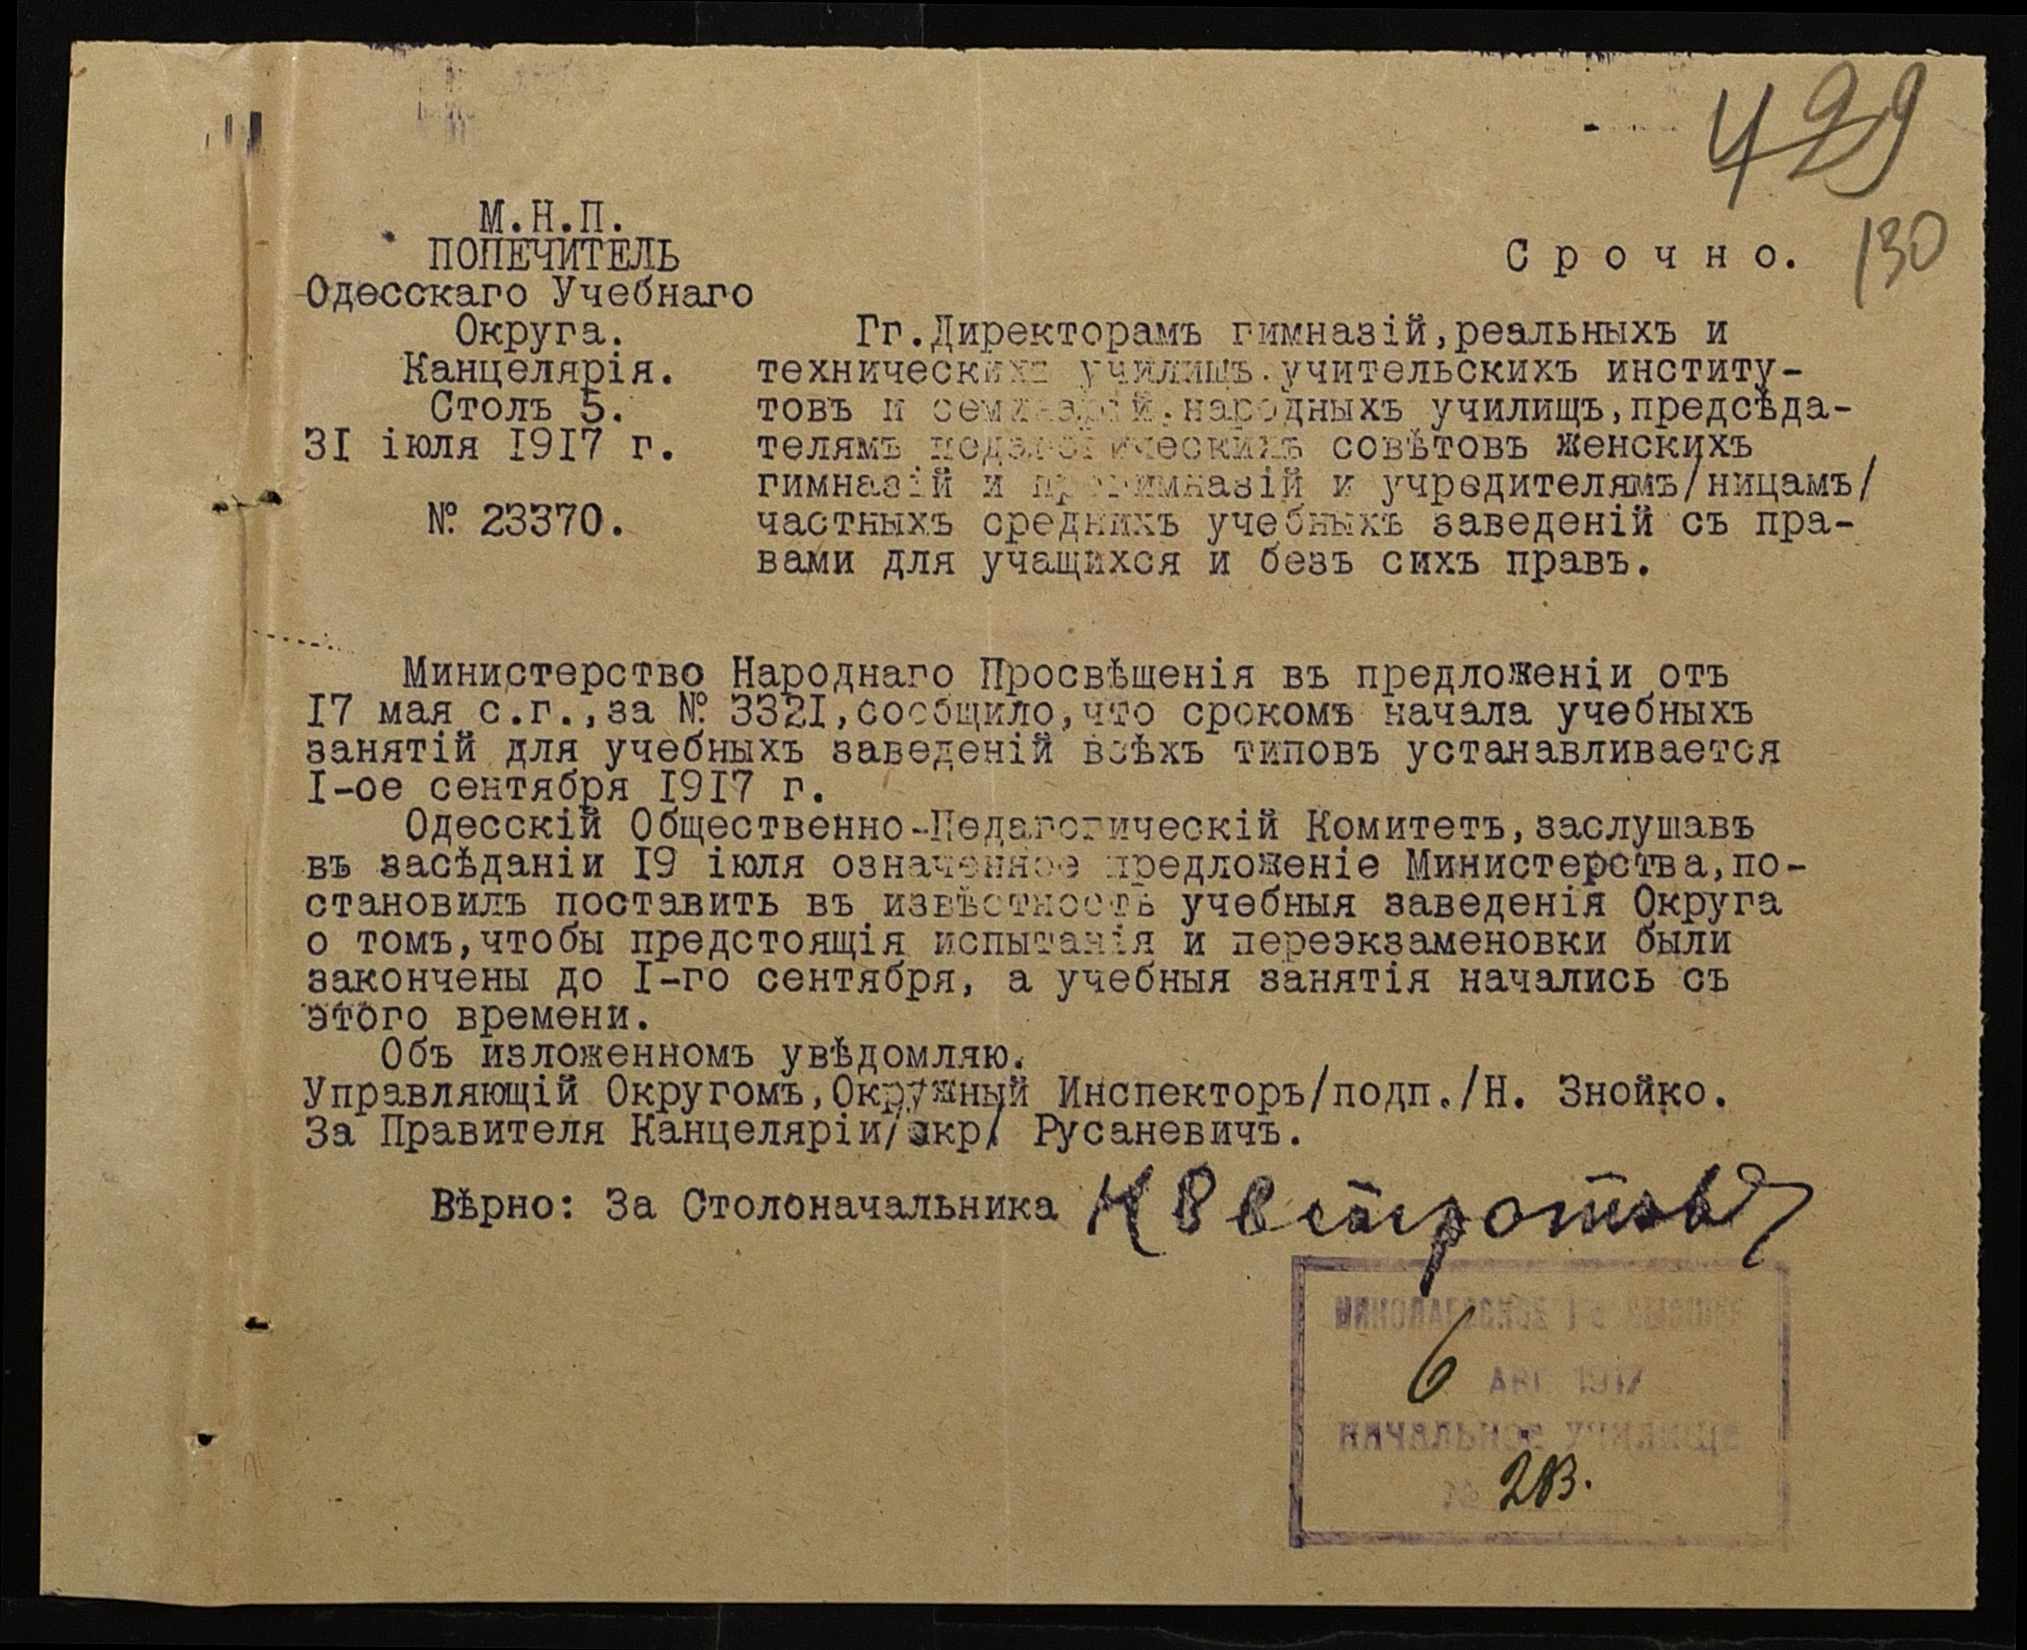 429
130
М.Н.П.
ПОПЕЧИТЕЛЬ
Одесскаго Учебнаго
Округа.
Канцелярія.
Столъ 5.
31 іюля 1917 г.
№ 23370.
Срочно.
Гг.Директорамъ гимназій,реальныхъ и
техническихъ училищъ,учительскихъ институ-
товъ и семинарій,народныхъ училищъ,предсѣда-
телямъ педагогическихъ совѣтовъ женскихъ
гимназій и прогимназій и учредителямъ/ницамъ/
частныхъ среднихъ учебныхъ заведеній съ пра-
вами для учащихся и безъ сихъ правъ.
Министерство Народнаго Просвѣщенія въ предложеніи отъ
17 мая с.г.,за № 3321,сообщило,что срокомъ начала учебныхъ
занятій для учебныхъ заведеній всѣхъ типовъ устанавливается
I-ое сентября 1917 г.
Одесскій Общественно-Педагогическій Комитетъ,заслушавъ
въ засѣданіи 19 іюля означенное предложеніе Министерства,по-
становилъ поставить въ извѣстность учебныя заведенія Округа
о томъ,чтобы предстоящія испытанія и переэкзаменовки были
закончены до I-го сентября, а учебныя занятія начались съ
этого времени.
Объ изложенномъ увѣдомляю.
Управляющій Округомъ,Окружный Инспекторъ/подп./Н. Знойко.
За Правителя Канцеляріи/скр/ Русаневичъ.
Вѣрно: За Столоначальника
НИКОЛАЕВСКОЕ 1-е ВЫСШЕЕ
6 АВГ 1917
НАЧАЛЬНОЕ УЧИЛИЩЕ
№